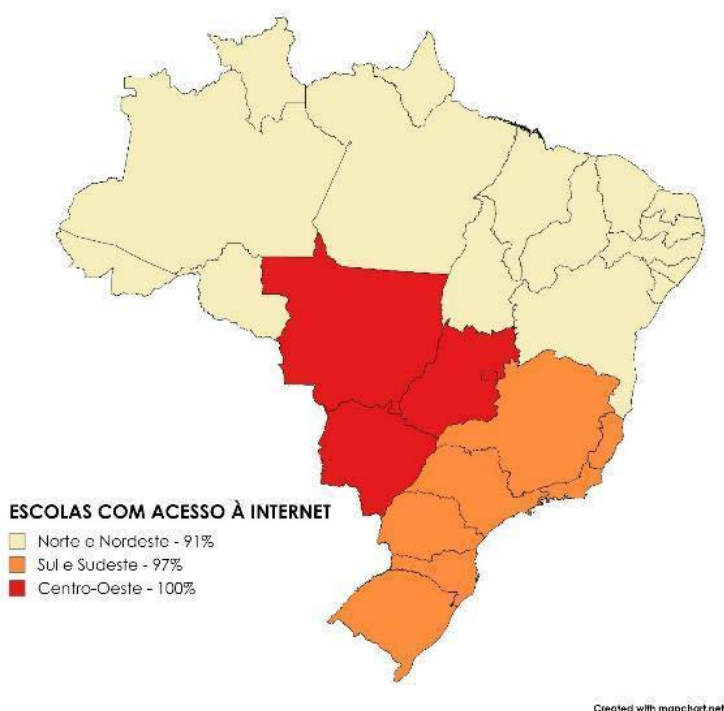 ESCOLAS COM ACESSO À INTERNET
Norte e Nordeste - 91%
Sul e Sudeste - 97%
Centro-Oeste - 100%
Created with mapchart.net